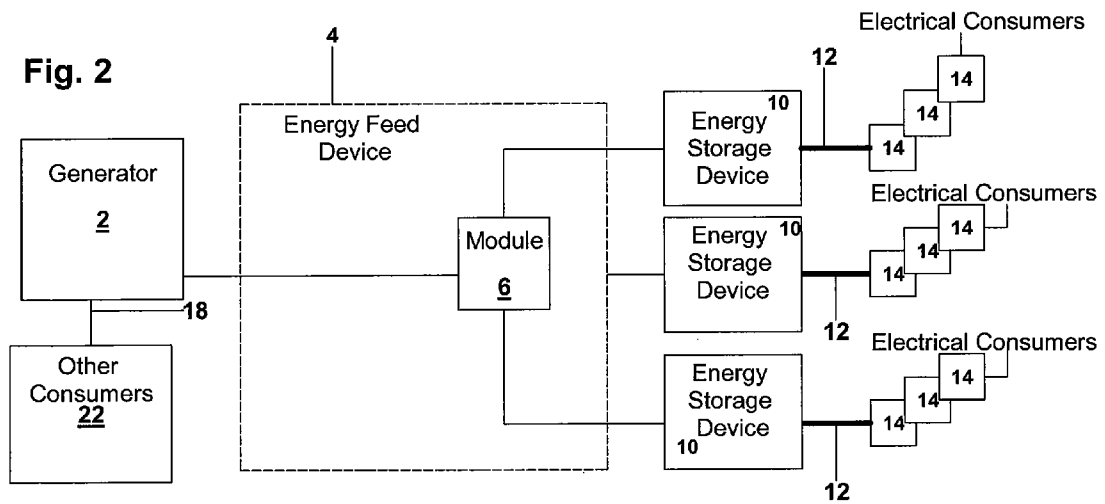 Fig. 2
4
Energy Feed
Device
Generator
2
18
Other
Consumers
22
Module
6
10
Energy
Storage
Device
12
Electrical Consumers
14
14
14
10
Energy
Storage
Device
12
Electrical Consumers
14
14
14
Energy
Storage
Device
10
12
Electrical Consumers
14
14
14